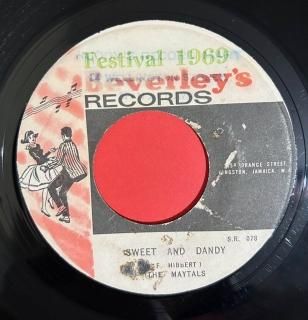 Festival 1969
Beverley's
RECORDS
ORANGE STREET,
KINGSTON, JAMAICA, W.I.
S.R. 078
SWEET AND DANDY
(F HIBBERT)
THE MAYTALS